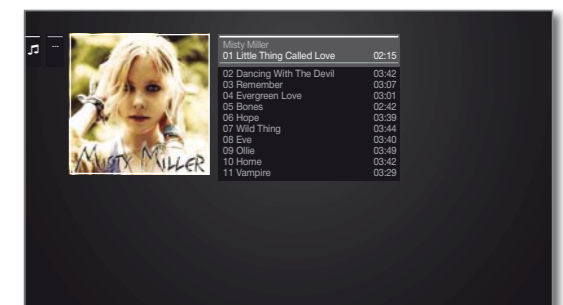 ...
MISTY MILLER
Misty Miller
01 Little Thing Called Love 02:15
02 Dancing With The Devil 03:42
03 Remember 03:07
04 Evergreen Love 03:01
05 Bones 02:42
06 Hope 03:39
07 Wild Thing 03:44
08 Eve 03:40
09 Ollie 03:49
10 Home 03:42
11 Vampire 03:29